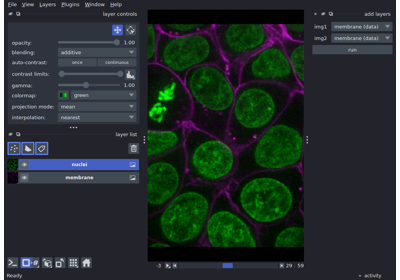 File View Layers Plugins Window Help
layer controls
opacity: 1.00
blending: additive
auto-contrast: once continuous
contrast limits:
gamma: 1.00
colormap: green
projection mode: mean
interpolation: nearest
layer list
nuclei
membrane
add layers
img1 membrane (data)
img2 membrane (data)
run
-3 29 59
Ready
activity